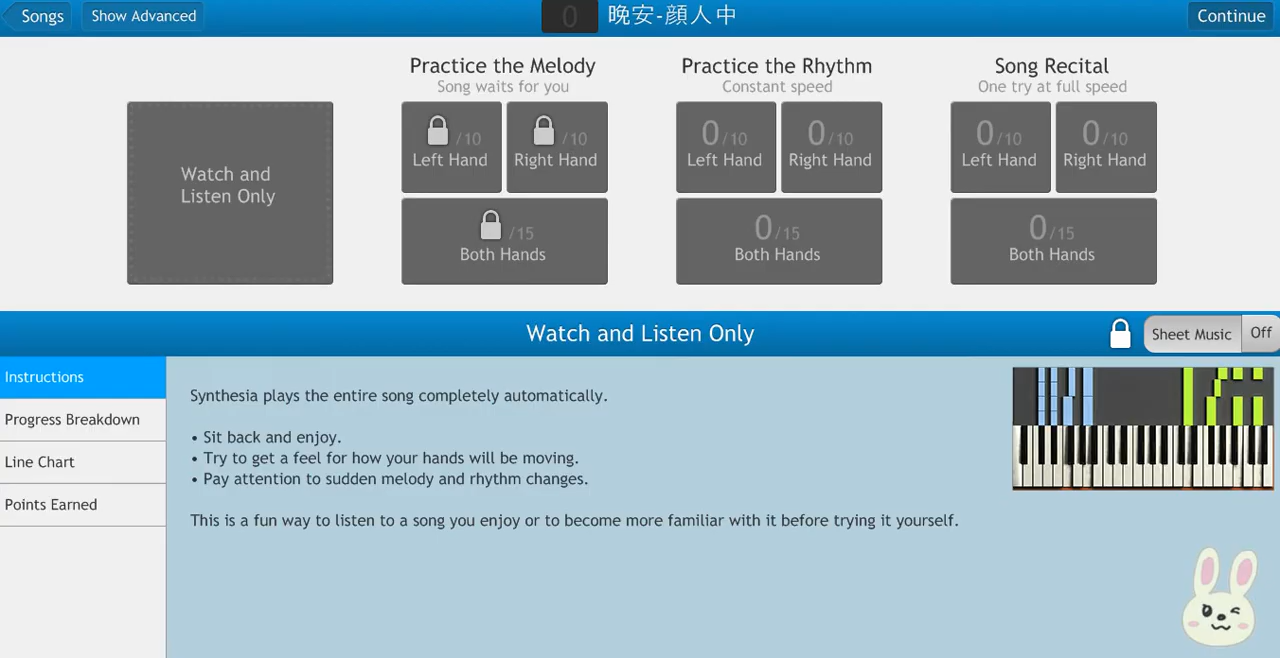 Songs
Show Advanced
0
晚安-顏人中
Continue
Practice the Melody
Song waits for you
Practice the Rhythm
Constant speed
Song Recital
One try at full speed
Watch and
Listen Only
/10
Left Hand
/10
Right Hand
/15
Both Hands
0/10
Left Hand
0/10
Right Hand
0/15
Both Hands
0/10
Left Hand
0/10
Right Hand
0/15
Both Hands
Watch and Listen Only
Sheet Music
Off
Instructions
Progress Breakdown
Line Chart
Points Earned
Synthesia plays the entire song completely automatically.
• Sit back and enjoy.
• Try to get a feel for how your hands will be moving.
• Pay attention to sudden melody and rhythm changes.
This is a fun way to listen to a song you enjoy or to become more familiar with it before trying it yourself.